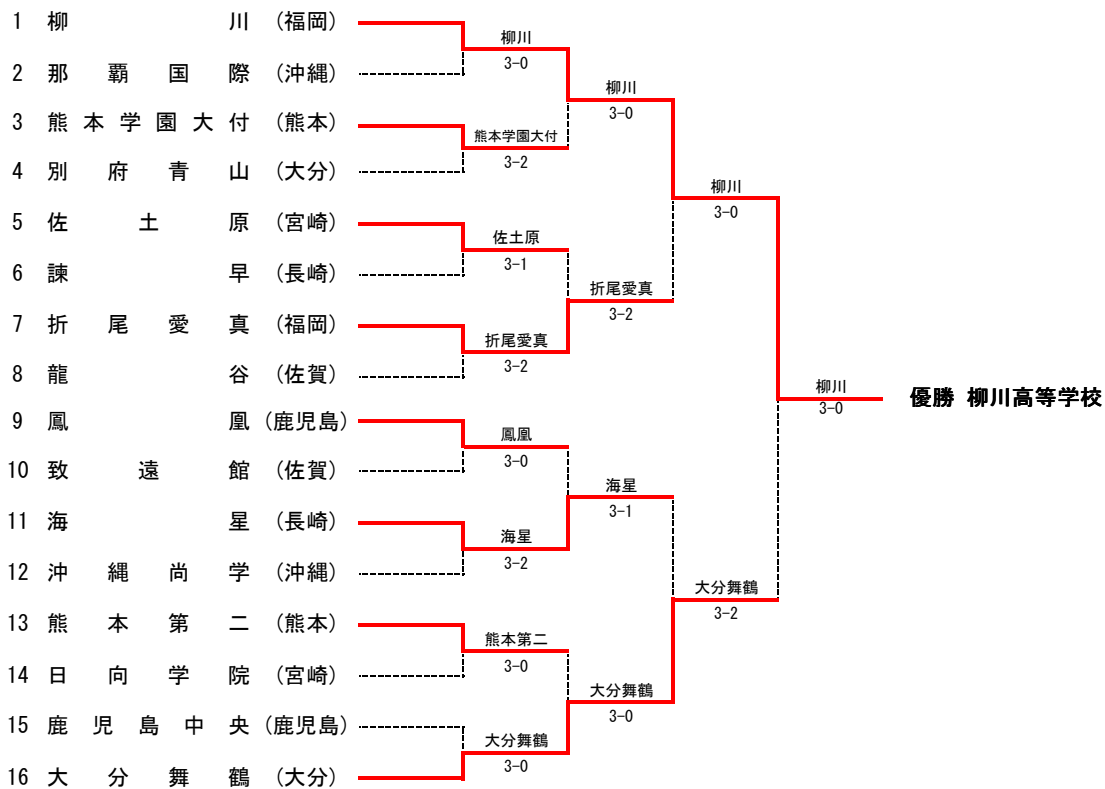 1 柳川 (福岡)
柳川
3-0
2 那覇国際 (沖縄)
柳川
3-0
3 熊本学園大付 (熊本)
熊本学園大付
3-2
4 別府青山 (大分)
柳川
3-0
5 佐土原 (宮崎)
佐土原
3-1
6 諫早 (長崎)
折尾愛真
3-2
7 折尾愛真 (福岡)
折尾愛真
3-2
8 龍谷 (佐賀)
柳川
3-0
優勝 柳川高等学校
9 鳳凰 (鹿児島)
鳳凰
3-0
10 致遠館 (佐賀)
海星
3-1
11 海星 (長崎)
海星
3-2
12 沖縄尚学 (沖縄)
大分舞鶴
3-2
13 熊本第二 (熊本)
熊本第二
3-0
14 日向学院 (宮崎)
大分舞鶴
3-0
15 鹿児島中央 (鹿児島)
大分舞鶴
3-0
16 大分舞鶴 (大分)